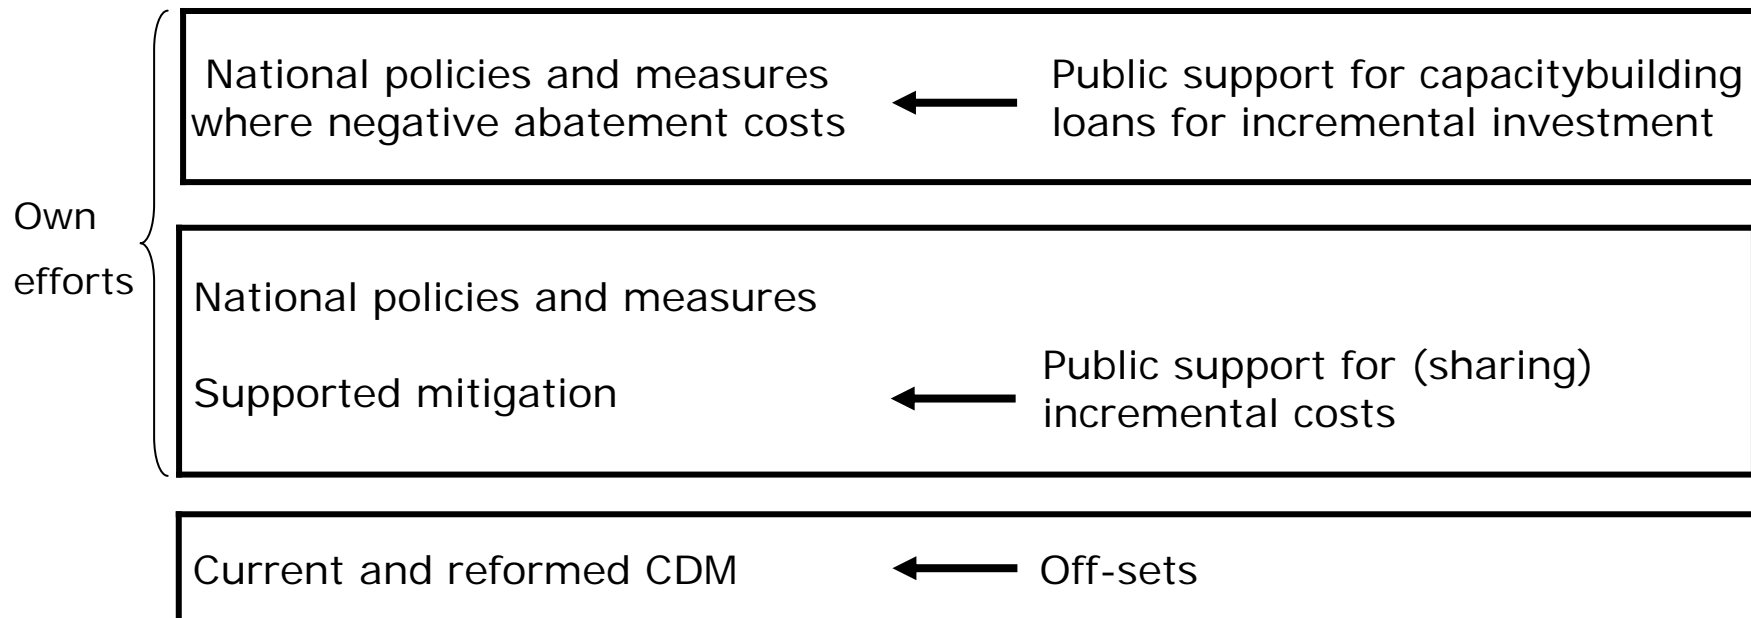 National policies and measures
where negative abatement costs
Public support for capacitybuilding
loans for incremental investment
Own
efforts
National policies and measures
Supported mitigation
Public support for (sharing)
incremental costs
Current and reformed CDM
Off-sets